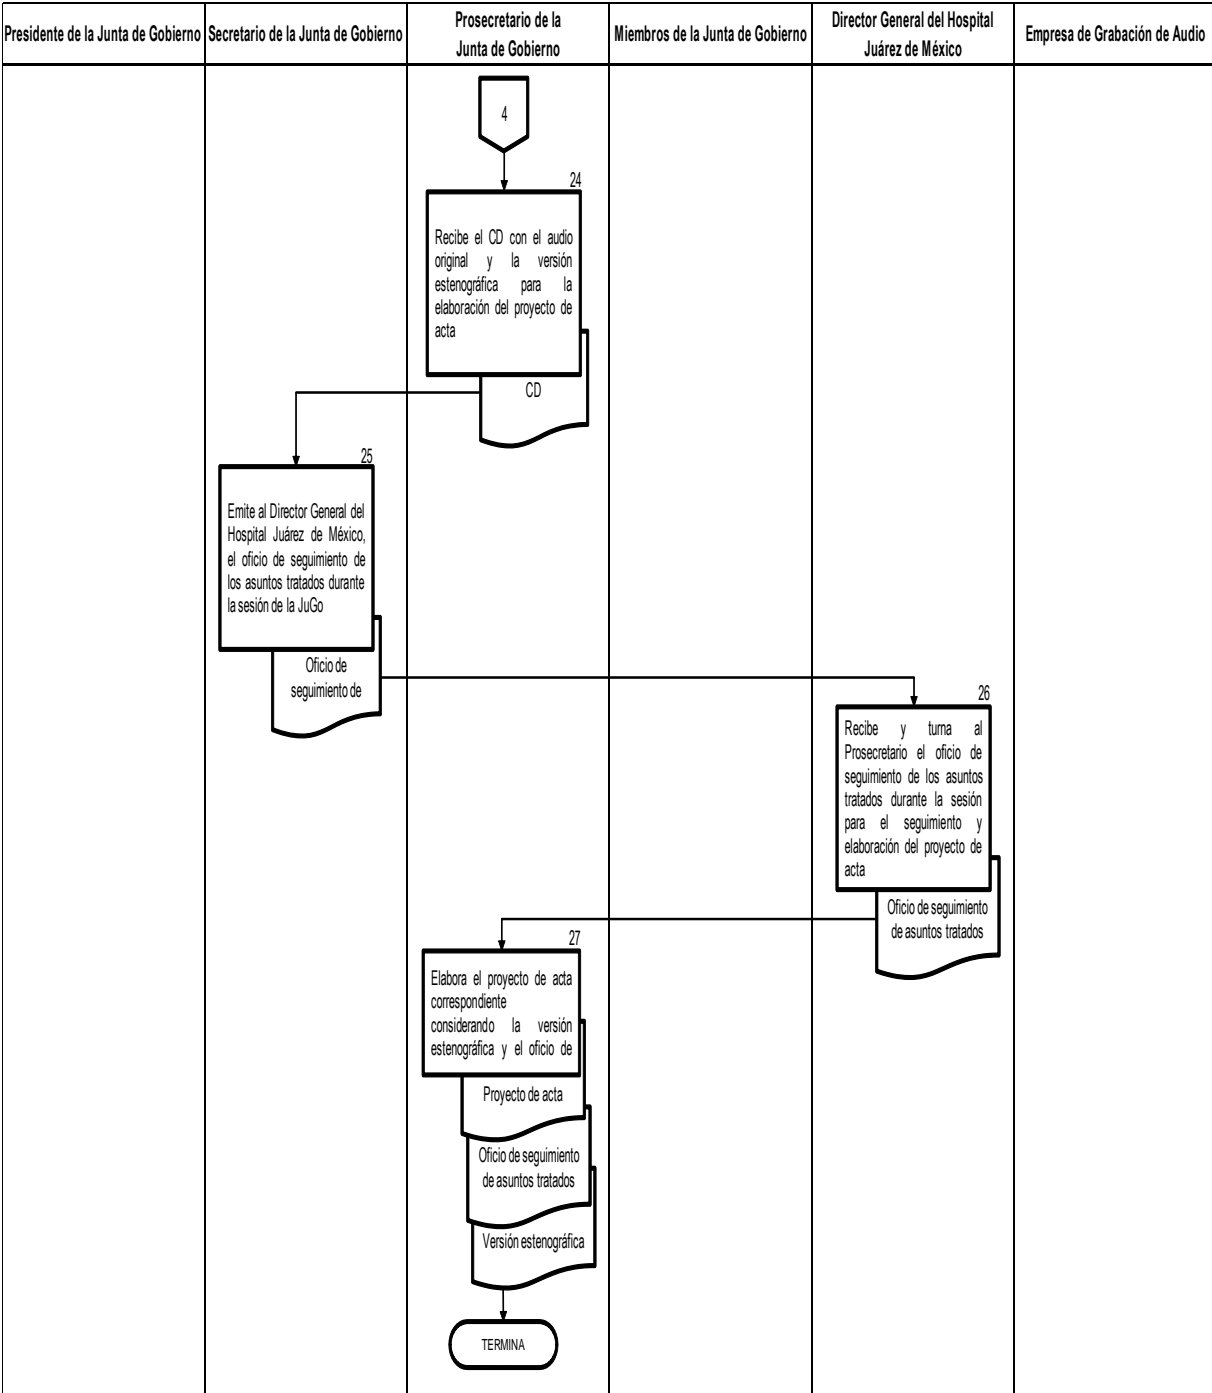 Presidente de la Junta de Gobierno
Secretario de la Junta de Gobierno
Prosecretario de la
Junta de Gobierno
Miembros de la Junta de Gobierno
Director General del Hospital
Juárez de México
Empresa de Grabación de Audio
4
24
Recibe el CD con el audio
original y la versión
estenográfica para la
elaboración del proyecto de
acta
CD
25
Emite al Director General del
Hospital Juárez de México,
el oficio de seguimiento de
los asuntos tratados durante
la sesión de la JuGo
Oficio de
seguimiento de
26
Recibe y turna al
Prosecretario el oficio de
seguimiento de los asuntos
tratados durante la sesión
para el seguimiento y
elaboración del proyecto de
acta
Oficio de seguimiento
de asuntos tratados
27
Elabora el proyecto de acta
correspondiente
considerando la versión
estenográfica y el oficio de
Proyecto de acta
Oficio de seguimiento
de asuntos tratados
Versión estenográfica
TERMINA